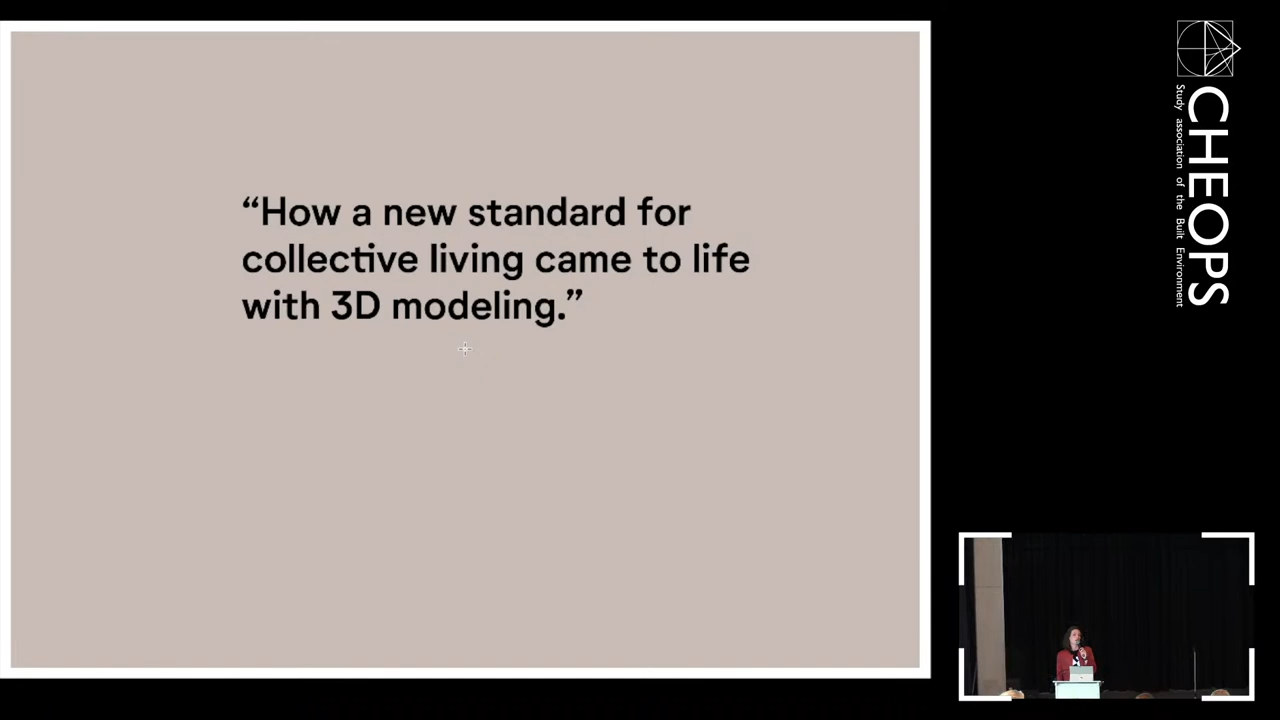 “How a new standard for
collective living came to life
with 3D modeling.”
CHEOPS
Study association of the Built Environment